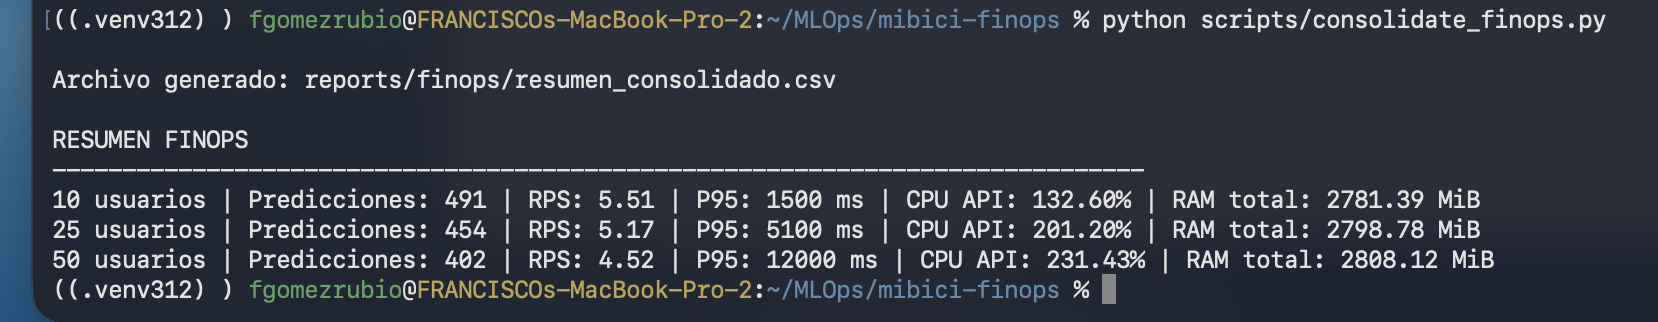 [((.venv312) ) fgomezrubio@FRANCISCOs-MacBook-Pro-2:~/MLOps/mibici-finops % python scripts/consolidate_finops.py
Archivo generado: reports/finops/resumen_consolidado.csv
RESUMEN FINOPS
------------------------------------------------------------------------------
10 usuarios | Predicciones: 491 | RPS: 5.51 | P95: 1500 ms | CPU API: 132.60% | RAM total: 2781.39 MiB
25 usuarios | Predicciones: 454 | RPS: 5.17 | P95: 5100 ms | CPU API: 201.20% | RAM total: 2798.78 MiB
50 usuarios | Predicciones: 402 | RPS: 4.52 | P95: 12000 ms | CPU API: 231.43% | RAM total: 2808.12 MiB
((.venv312) ) fgomezrubio@FRANCISCOs-MacBook-Pro-2:~/MLOps/mibici-finops %